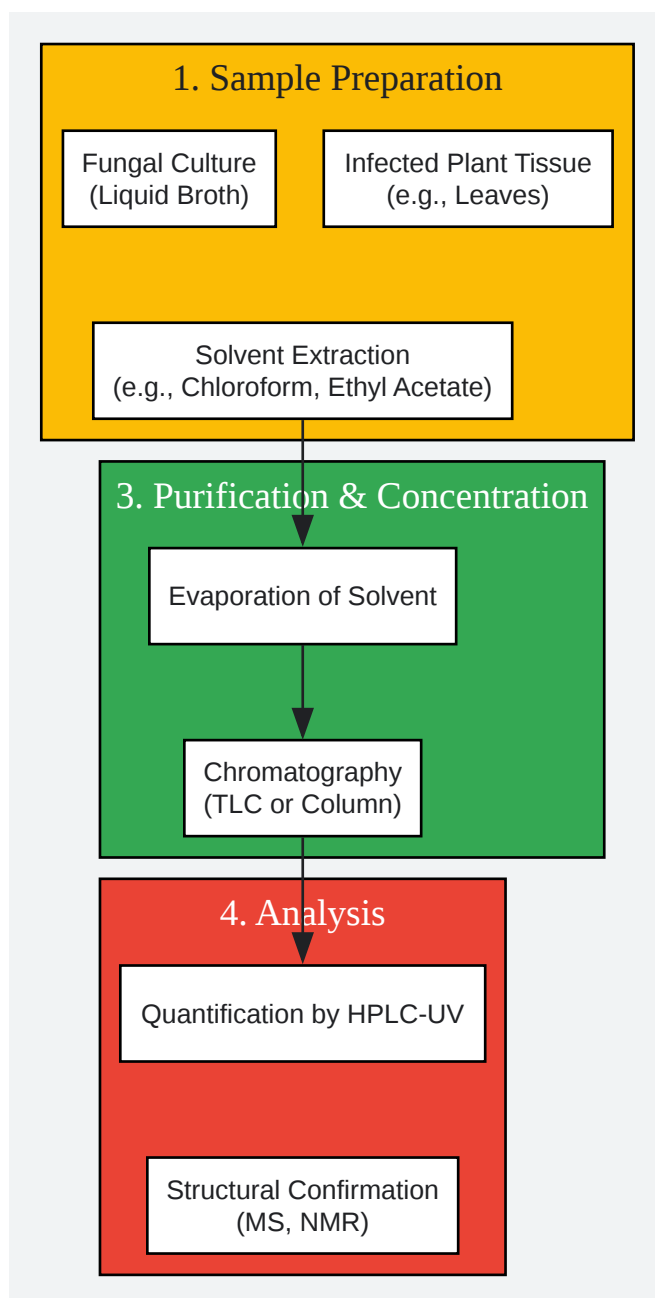 1. Sample Preparation
Fungal Culture
(Liquid Broth)
Infected Plant Tissue
(e.g., Leaves)
Solvent Extraction
(e.g., Chloroform, Ethyl Acetate)
3. Purification & Concentration
Evaporation of Solvent
Chromatography
(TLC or Column)
4. Analysis
Quantification by HPLC-UV
Structural Confirmation
(MS, NMR)